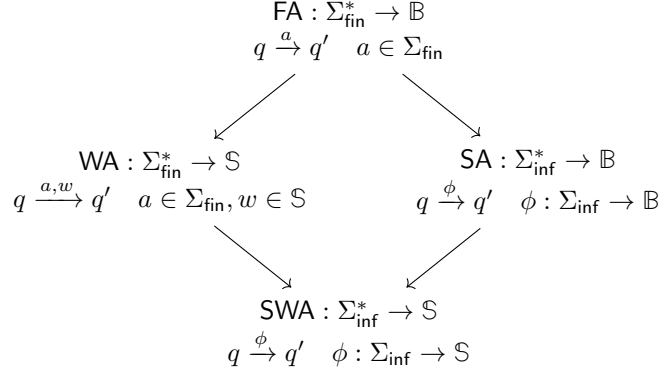 FA : Σ*_fin → 𝔹
q —a→ q′ a ∈ Σ_fin
WA : Σ*_fin → 𝕊
q —a,w→ q′ a ∈ Σ_fin, w ∈ 𝕊
SA : Σ*_inf → 𝔹
q —ϕ→ q′ ϕ : Σ_inf → 𝔹
SWA : Σ*_inf → 𝕊
q —ϕ→ q′ ϕ : Σ_inf → 𝕊